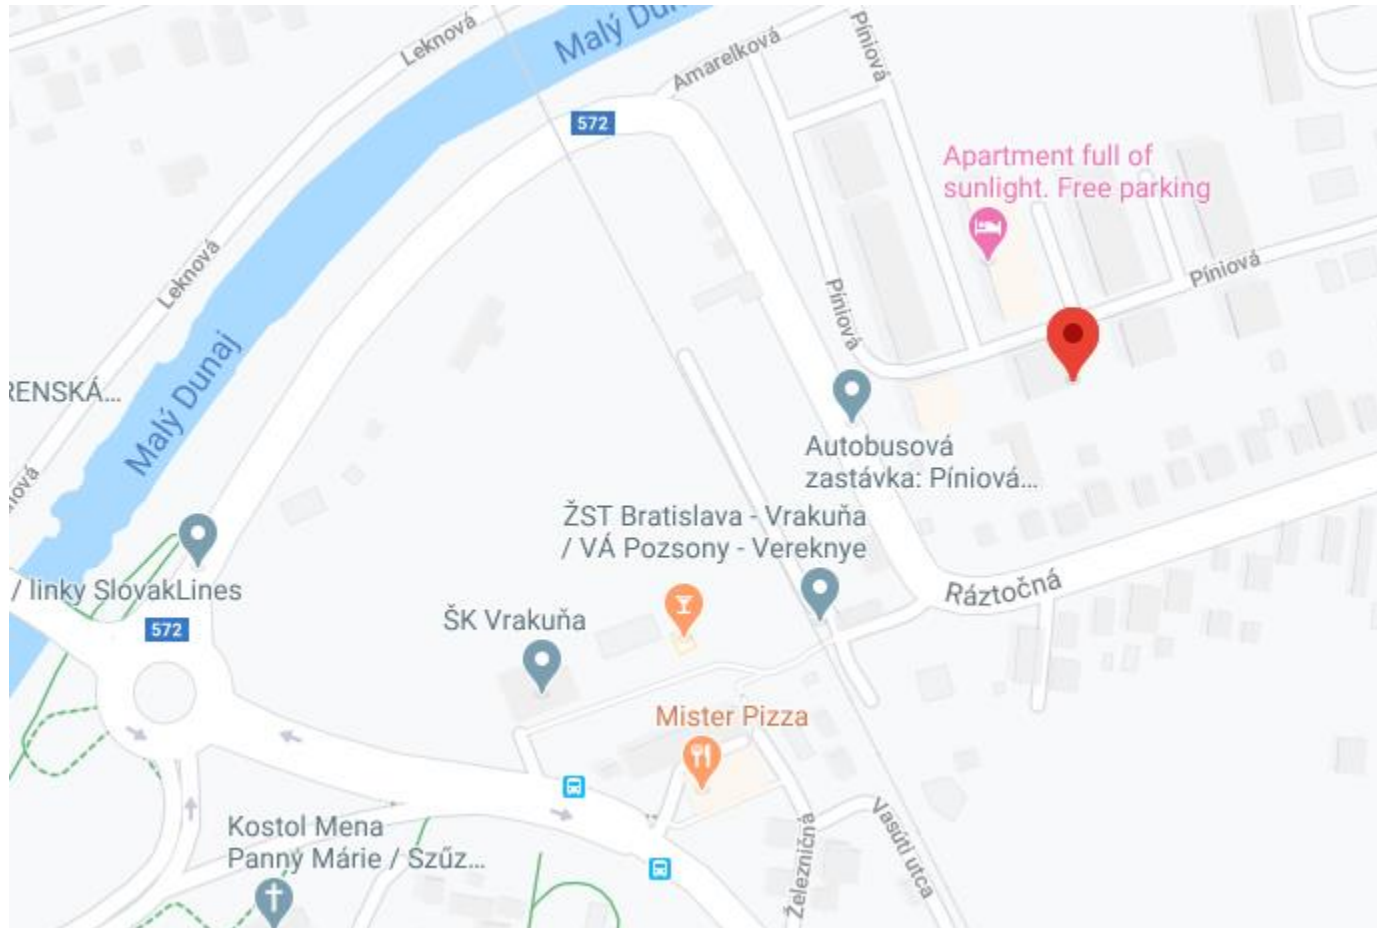 Leknová
Malý Dun
Amarelková
Píniová
572
Apartment full of
sunlight. Free parking
Leknová
Píniová
Píniová
RENSKÁ...
Malý Dunaj
Autobusová
zastávka: Píniová...
nová
ŽST Bratislava - Vrakuňa
/ VÁ Pozsony - Vereknye
/ linky SlovakLines
Ráztočná
572
ŠK Vrakuňa
Mister Pizza
Kostol Mena
Panny Márie / Szűz...
Železničná
Vasúti utca